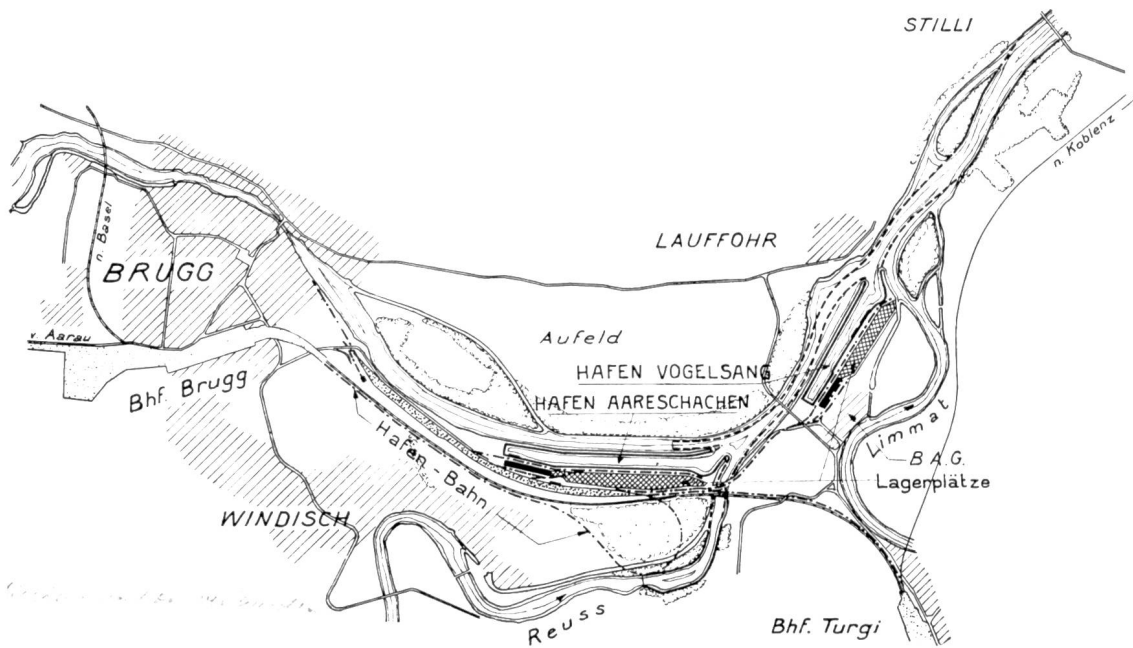 STILLI
n. Koblenz
LAUFFOHR
n. Basel
BRUGG
Aufeld
v. Aarau
HAFEN VOGELSANG
Bhf. Brugg
HAFEN AARESCHACHEN
Limmat
Hafen-Bahn
B.A.G.
Lagerplätze
WINDISCH
Reuss
Bhf. Turgi